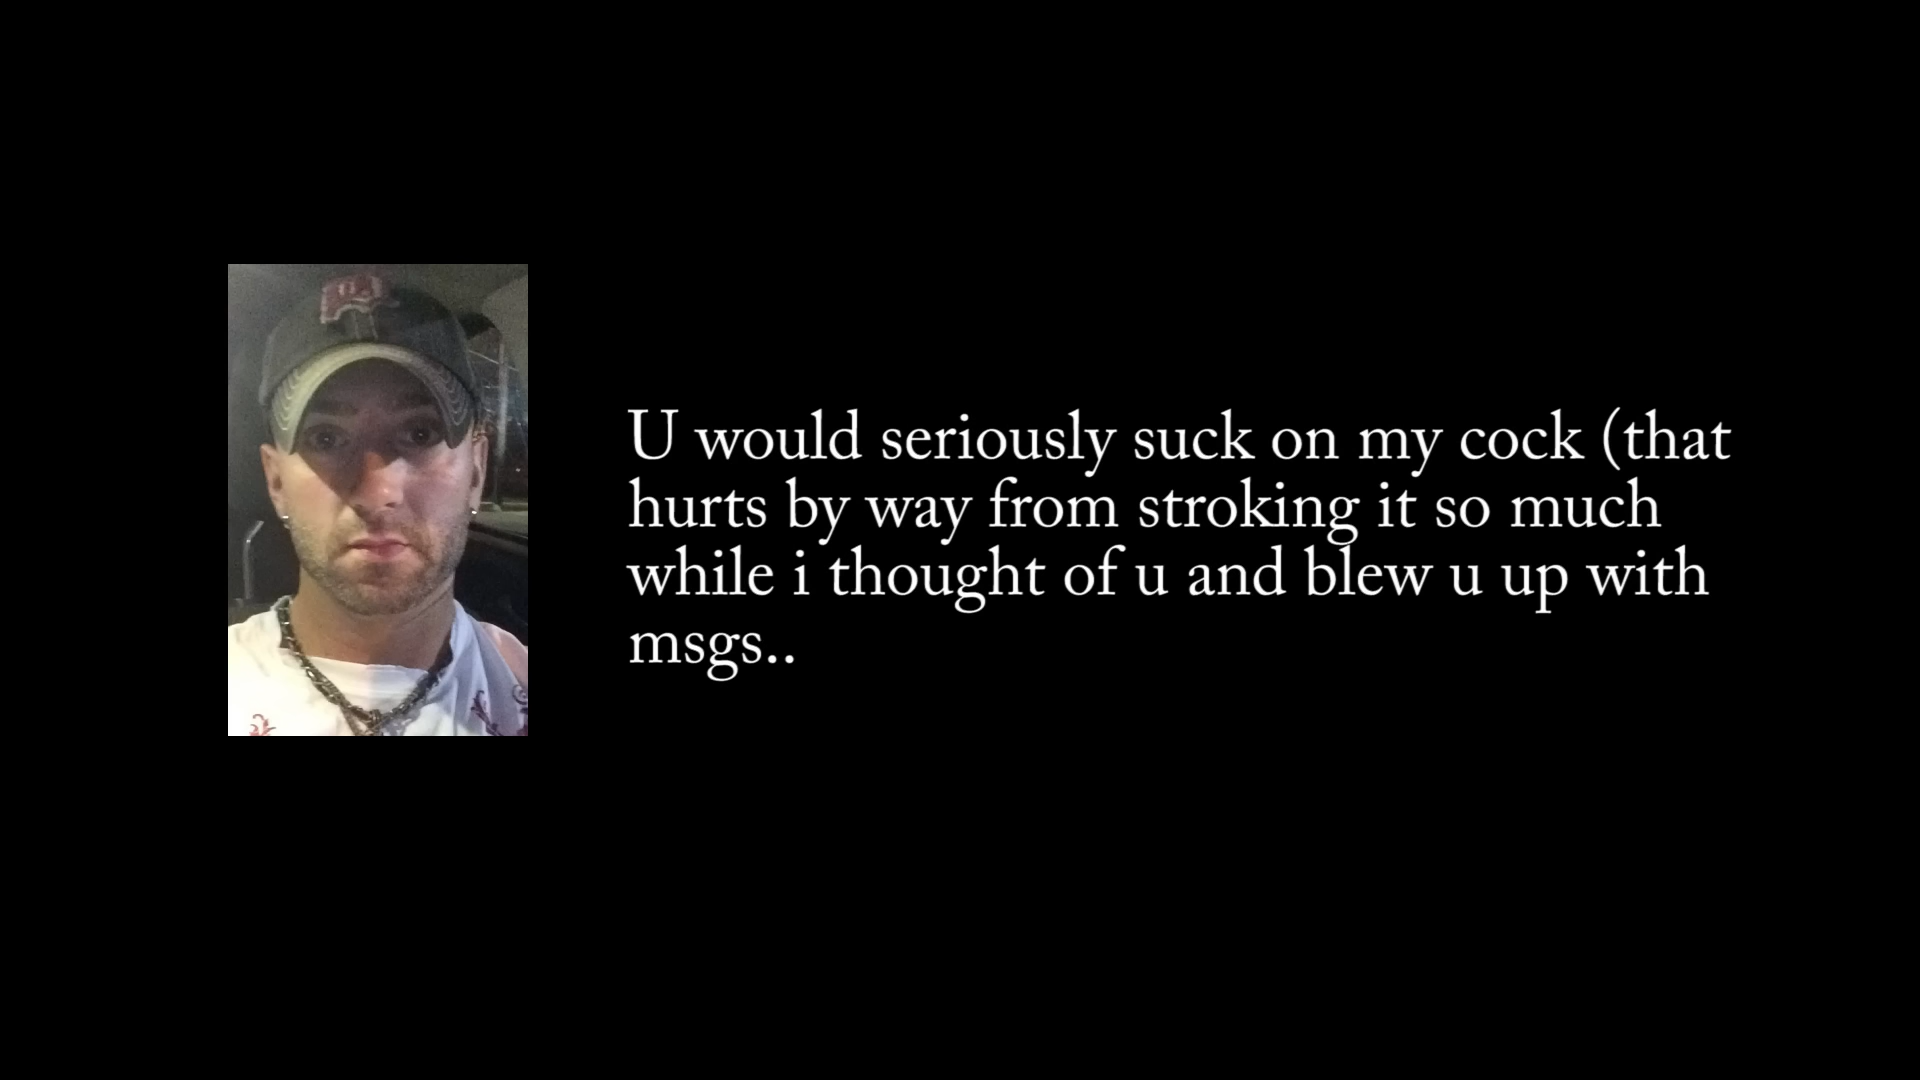 U would seriously suck on my cock (that
hurts by way from stroking it so much
while i thought of u and blew u up with
msgs..